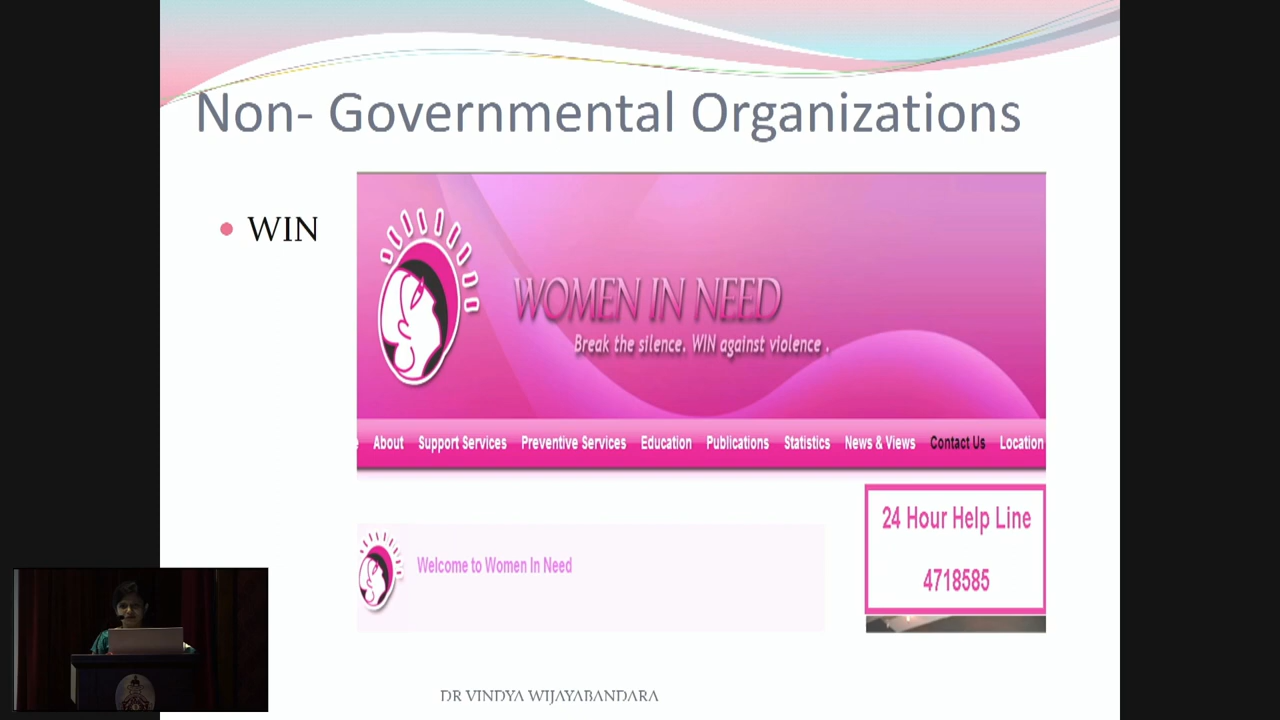 Non- Governmental Organizations
WIN
WOMEN IN NEED
Break the silence. WIN against violence .
About Support Services Preventive Services Education Publications Statistics News & Views Contact Us Location
24 Hour Help Line
4718585
Welcome to Women In Need
DR VINDYA WIJAYABANDARA